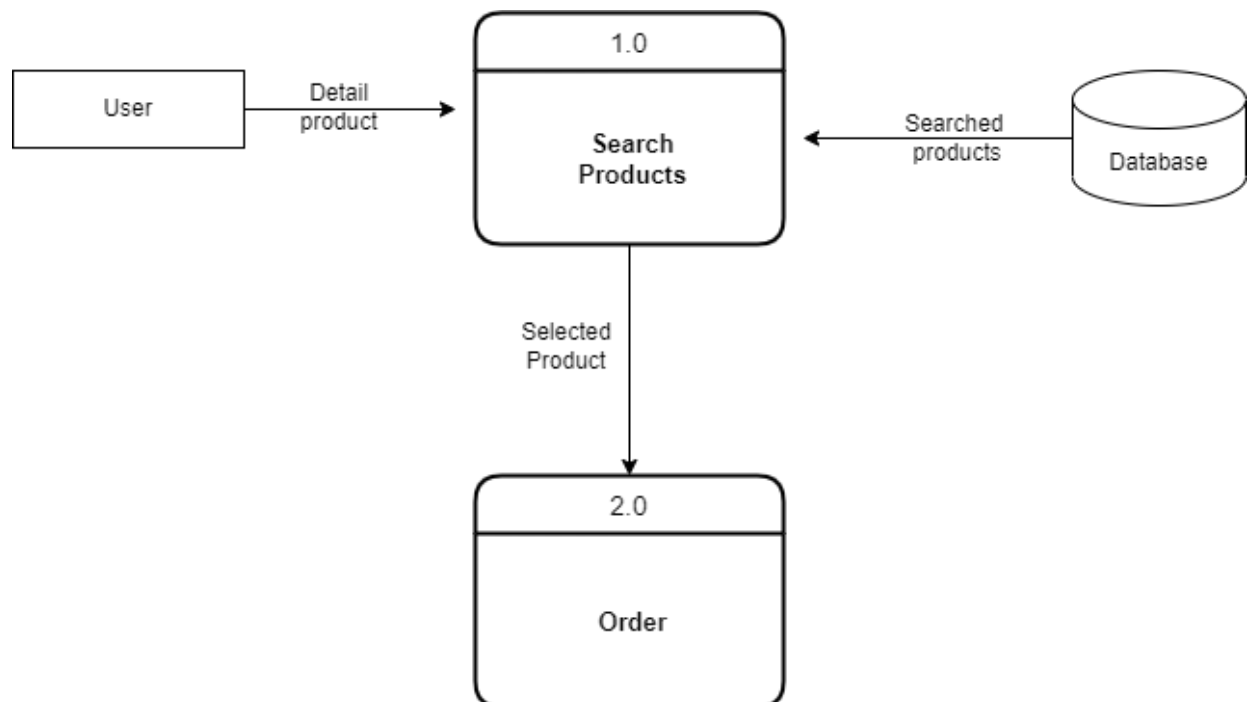 1.0
User
Detail
product
Search
Products
Searched
products
Database
Selected
Product
2.0
Order